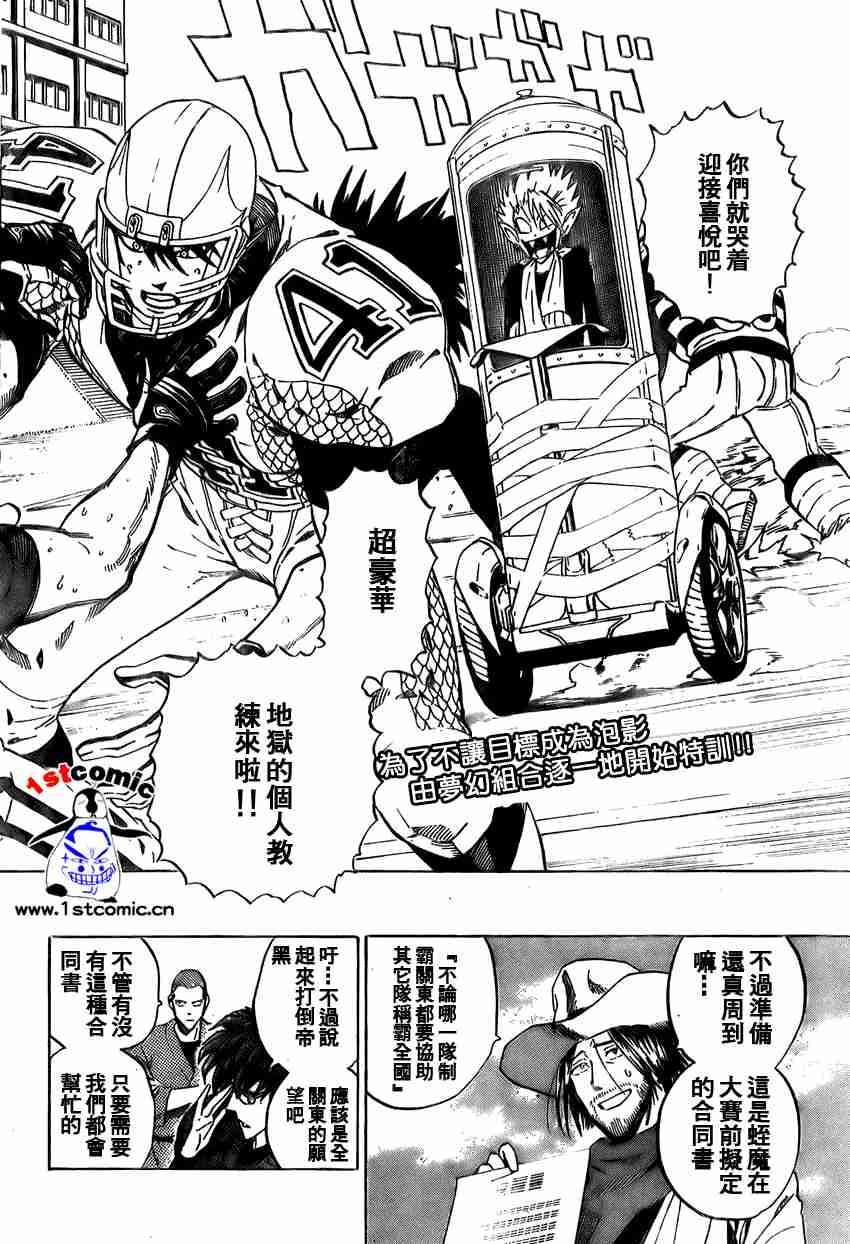 ガガガガガ
你們就哭着
迎接喜悅吧！
41
超豪華
地獄的個人教
練來啦!!
為了不讓目標成為泡影
由夢幻組合逐一地開始特訓!!
1stcomic
www.1stcomic.cn
不過準備
還真周到
嘛…
這是蛭魔在
大賽前擬定
的合同書
『不論哪一隊制
霸關東都要協助
其它隊稱霸全國』
吁…不過說
起來打倒帝
黑
應該是全
關東的願
望吧
不管有沒
有這種合
同書
只要需要
我們都會
幫忙的